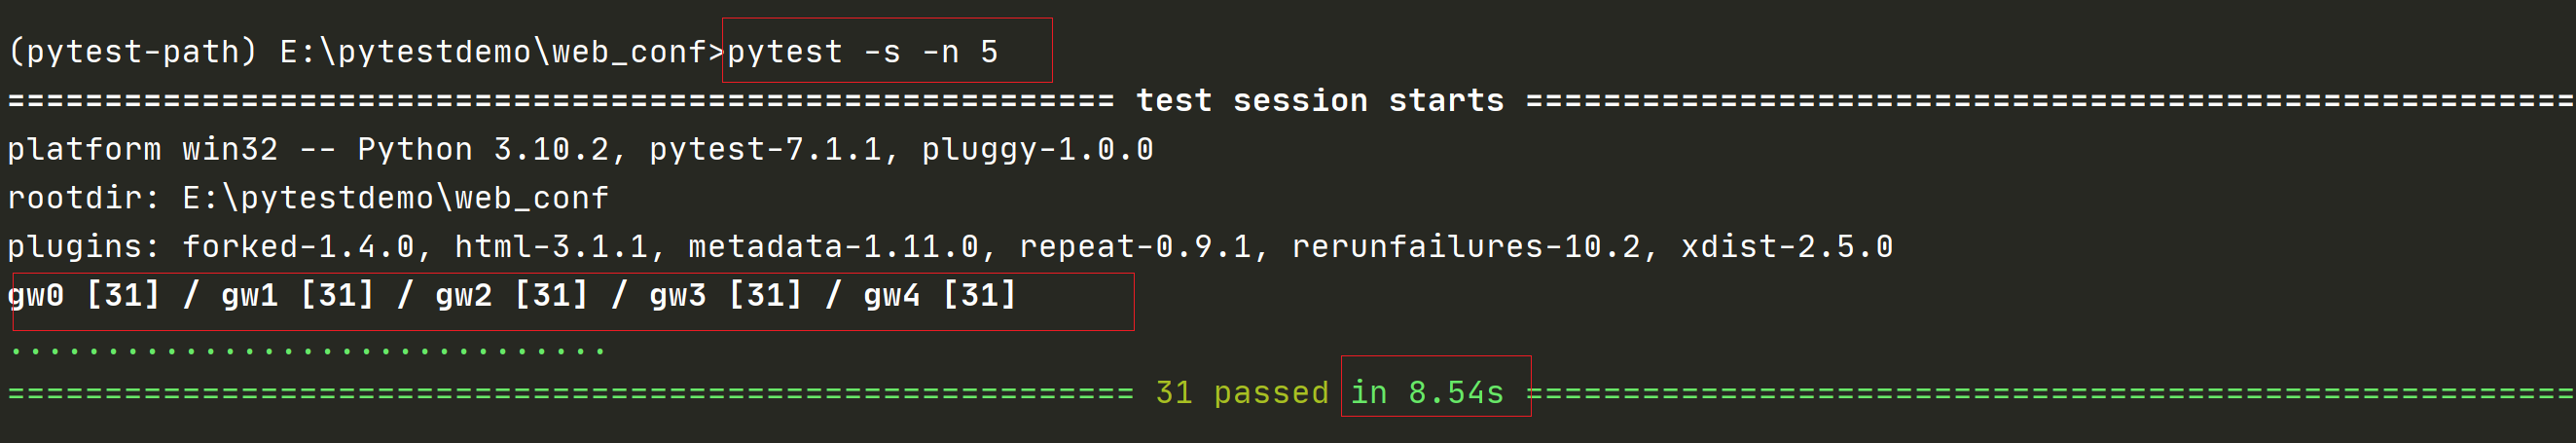 (pytest-path) E:\pytestdemo\web_conf>pytest -s -n 5
========================================================= test session starts ======================================================
platform win32 -- Python 3.10.2, pytest-7.1.1, pluggy-1.0.0
rootdir: E:\pytestdemo\web_conf
plugins: forked-1.4.0, html-3.1.1, metadata-1.11.0, repeat-0.9.1, rerunfailures-10.2, xdist-2.5.0
gw0 [31] / gw1 [31] / gw2 [31] / gw3 [31] / gw4 [31]
...............................
========================================================== 31 passed in 8.54s ======================================================